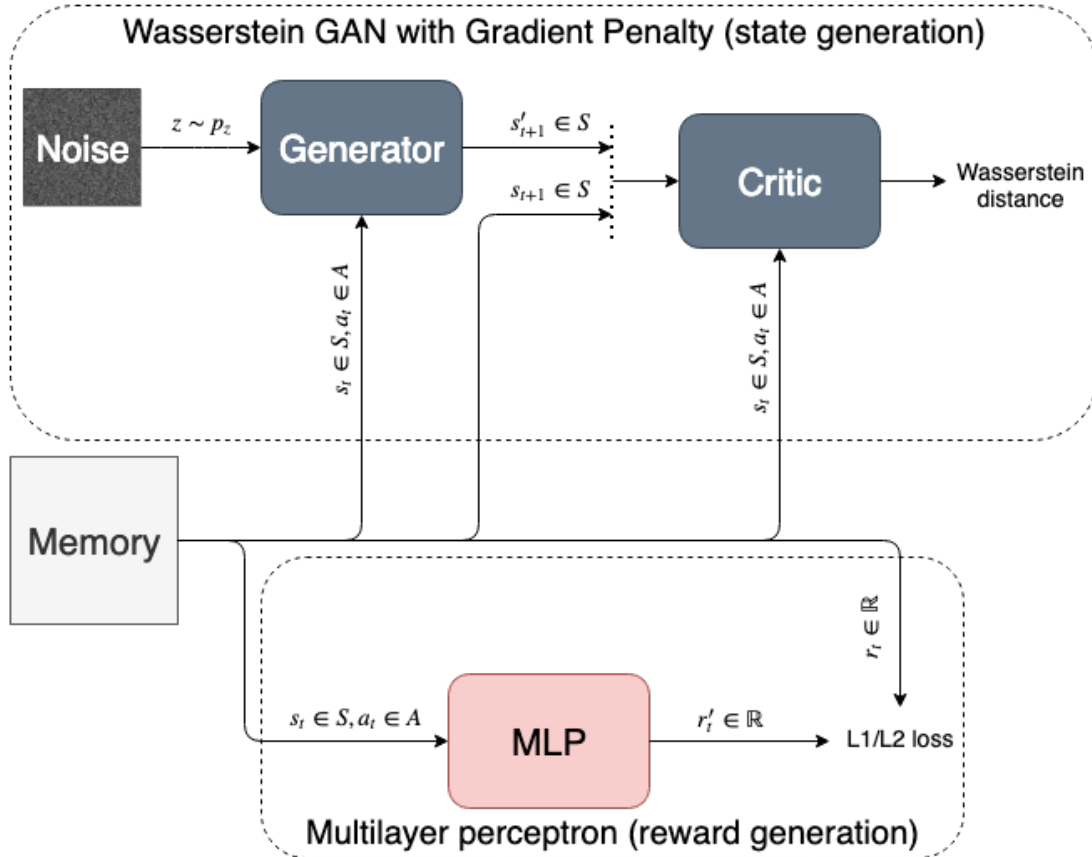 Wasserstein GAN with Gradient Penalty (state generation)
Noise
z ∼ p_z
Generator
s′_{t+1} ∈ S
s_{t+1} ∈ S
Critic
Wasserstein
distance
s_t ∈ S, a_t ∈ A
s_t ∈ S, a_t ∈ A
Memory
r_t ∈ ℝ
s_t ∈ S, a_t ∈ A
MLP
r′_t ∈ ℝ
L1/L2 loss
Multilayer perceptron (reward generation)